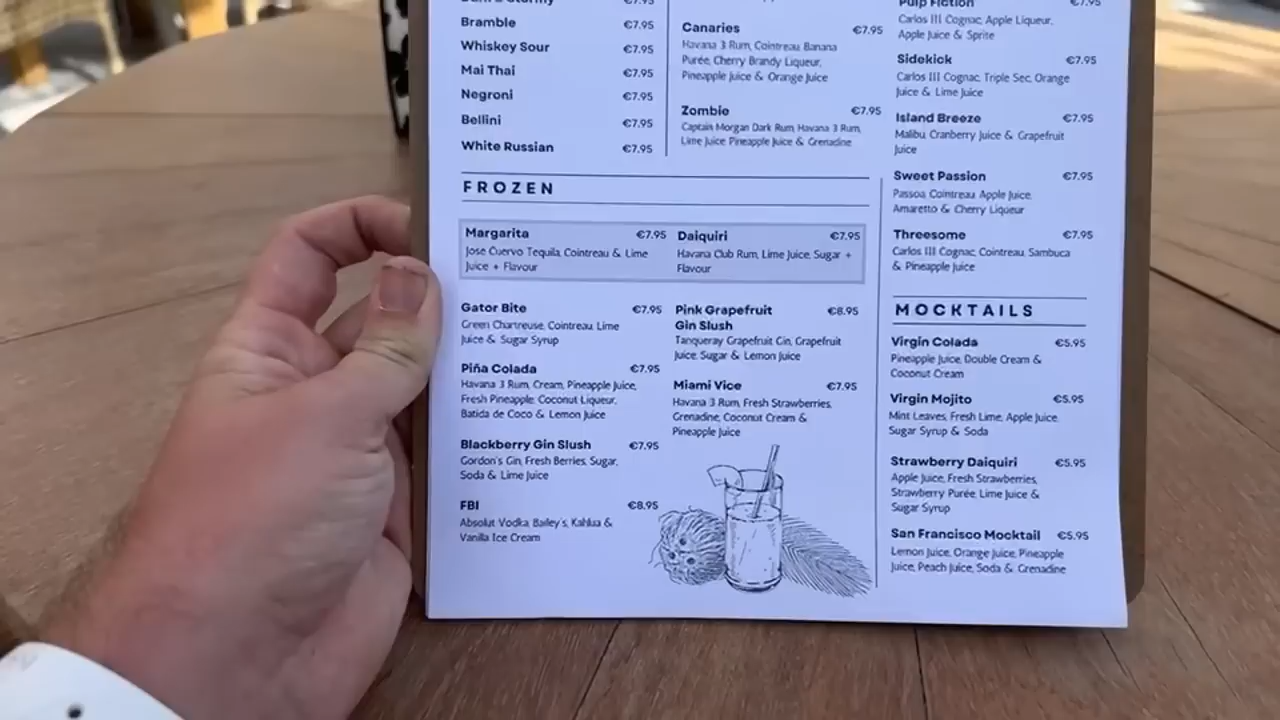 €7.95
Bramble €7.95
Whiskey Sour €7.95
Mai Thai €7.95
Negroni €7.95
Bellini €7.95
White Russian €7.95
Canaries €7.95
Havana 3 Rum, Cointreau, Banana
Purée, Cherry Brandy Liqueur,
Pineapple Juice & Orange Juice
Zombie €7.95
Captain Morgan Dark Rum, Havana 3 Rum,
Lime Juice Pineapple Juice & Grenadine
FROZEN
Margarita €7.95
Jose Cuervo Tequila, Cointreau & Lime
Juice + Flavour
Daiquiri €7.95
Havana Club Rum, Lime Juice, Sugar +
Flavour
Gator Bite €7.95
Green Chartreuse, Cointreau, Lime
Juice & Sugar Syrup
Piña Colada €7.95
Havana 3 Rum, Cream, Pineapple Juice,
Fresh Pineapple, Coconut Liqueur,
Batida de Coco & Lemon Juice
Blackberry Gin Slush €7.95
Gordon's Gin, Fresh Berries, Sugar,
Soda & Lime Juice
FBI €8.95
Absolut Vodka, Bailey's, Kahlua &
Vanilla Ice Cream
Pink Grapefruit €8.95
Gin Slush
Tanqueray Grapefruit Gin, Grapefruit
Juice, Sugar & Lemon Juice
Miami Vice €7.95
Havana 3 Rum, Fresh Strawberries,
Grenadine, Coconut Cream &
Pineapple Juice
Pulp Fiction €7.95
Carlos III Cognac, Apple Liqueur,
Apple Juice & Sprite
Sidekick €7.95
Carlos III Cognac, Triple Sec, Orange
Juice & Lime Juice
Island Breeze €7.95
Malibu, Cranberry Juice & Grapefruit
Juice
Sweet Passion €7.95
Passoa, Cointreau, Apple Juice,
Amaretto & Cherry Liqueur
Threesome €7.95
Carlos III Cognac, Cointreau, Sambuca
& Pineapple Juice
MOCKTAILS
Virgin Colada €5.95
Pineapple Juice, Double Cream &
Coconut Cream
Virgin Mojito €5.95
Mint Leaves, Fresh Lime, Apple Juice,
Sugar Syrup & Soda
Strawberry Daiquiri €5.95
Apple Juice, Fresh Strawberries,
Strawberry Purée, Lime Juice &
Sugar Syrup
San Francisco Mocktail €5.95
Lemon Juice, Orange Juice, Pineapple
Juice, Peach Juice, Soda & Grenadine